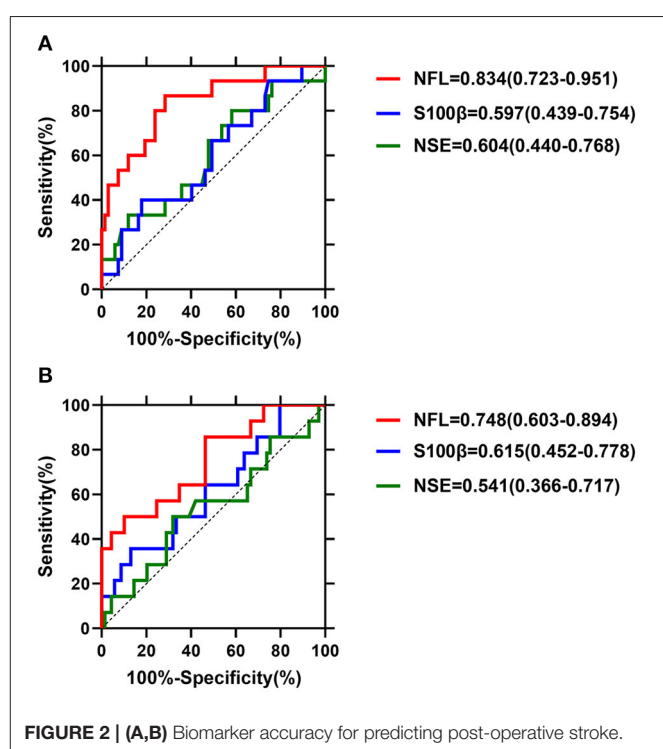 A
100
80
60
40
20
0
Sensitivity(%)
0 20 40 60 80 100
100%-Specificity(%)
NFL=0.834(0.723-0.951)
S100β=0.597(0.439-0.754)
NSE=0.604(0.440-0.768)
B
100
80
60
40
20
0
Sensitivity(%)
0 20 40 60 80 100
100%-Specificity(%)
NFL=0.748(0.603-0.894)
S100β=0.615(0.452-0.778)
NSE=0.541(0.366-0.717)
FIGURE 2 | (A,B) Biomarker accuracy for predicting post-operative stroke.